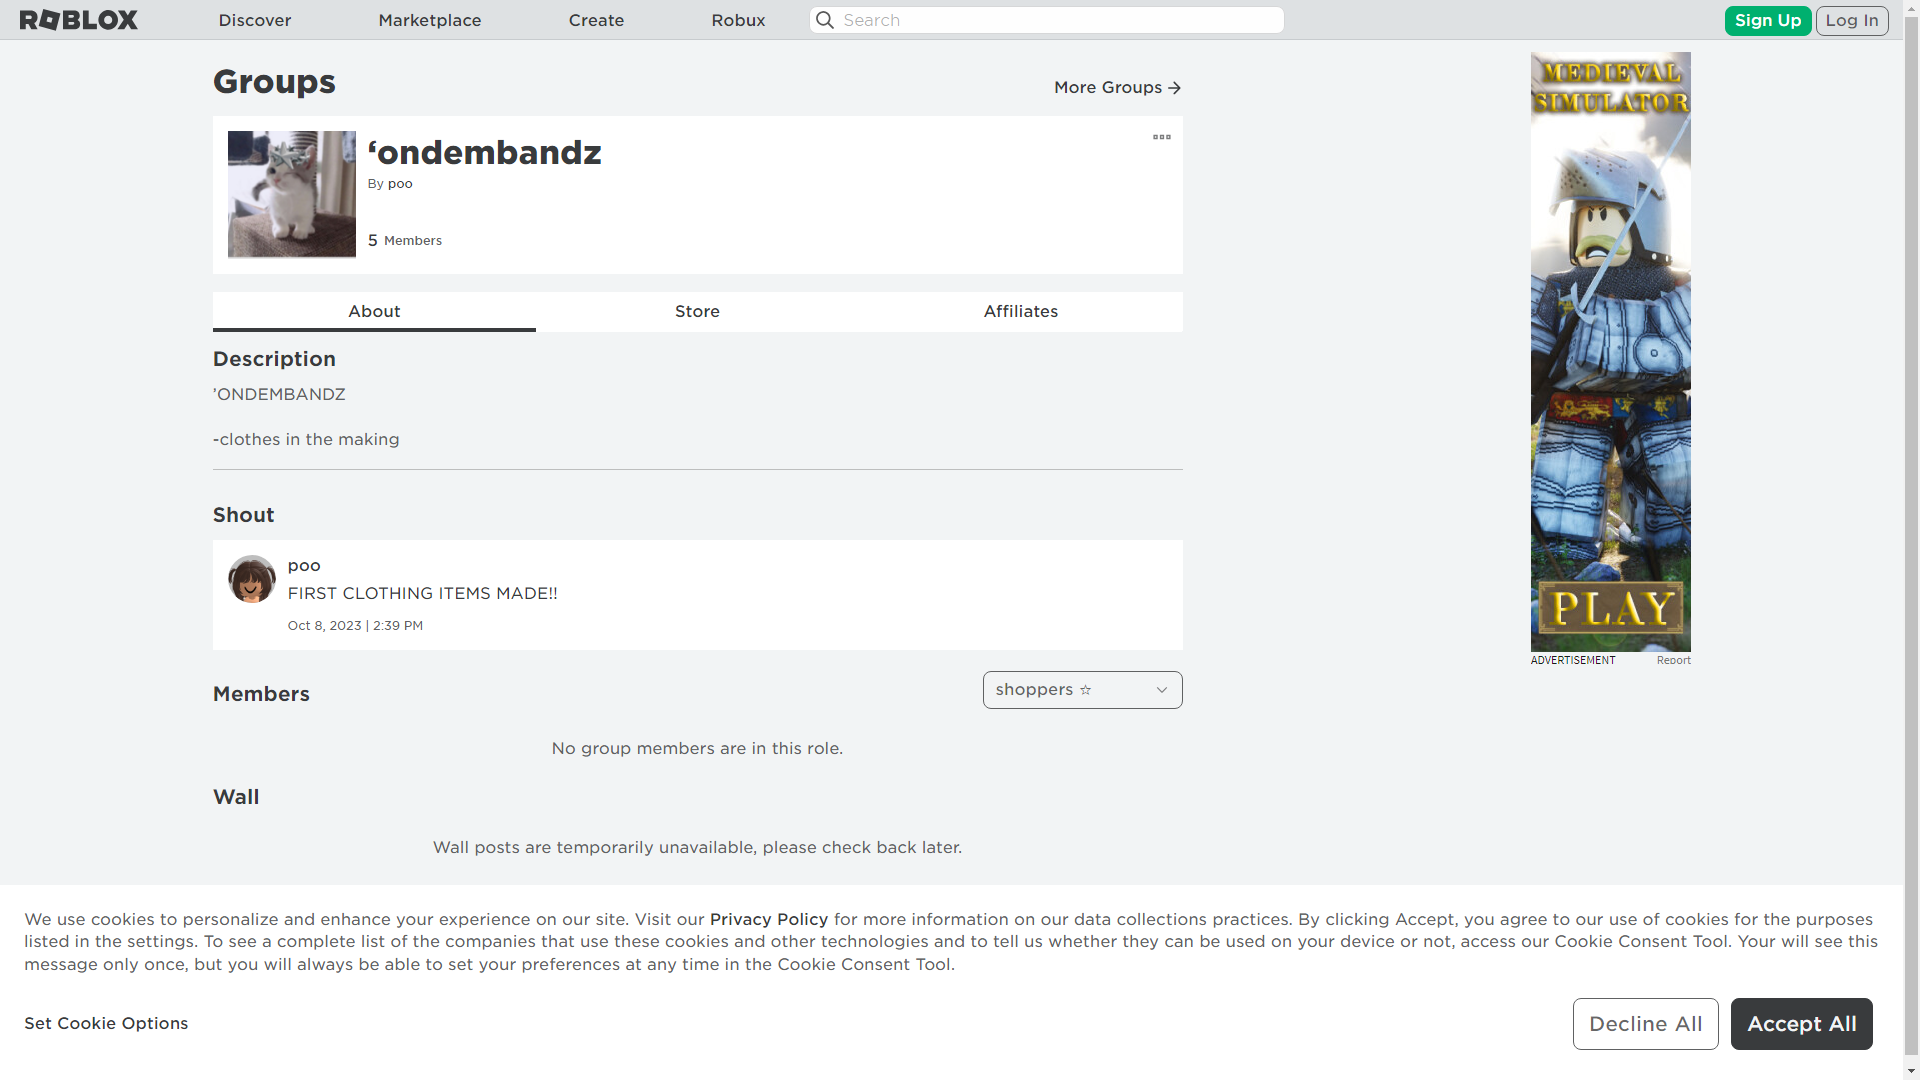 ROBLOX
Discover
Marketplace
Create
Robux
Search
Sign Up
Log In
Groups
More Groups
‘ondembandz
By poo
5 Members
About
Store
Affiliates
Description
’ONDEMBANDZ
-clothes in the making
Shout
poo
FIRST CLOTHING ITEMS MADE!!
Oct 8, 2023 | 2:39 PM
Members
shoppers ☆
No group members are in this role.
Wall
Wall posts are temporarily unavailable, please check back later.
MEDIEVAL
SIMULATOR
PLAY
ADVERTISEMENT
Report
We use cookies to personalize and enhance your experience on our site. Visit our Privacy Policy for more information on our data collections practices. By clicking Accept, you agree to our use of cookies for the purposes
listed in the settings. To see a complete list of the companies that use these cookies and other technologies and to tell us whether they can be used on your device or not, access our Cookie Consent Tool. Your will see this
message only once, but you will always be able to set your preferences at any time in the Cookie Consent Tool.
Set Cookie Options
Decline All
Accept All